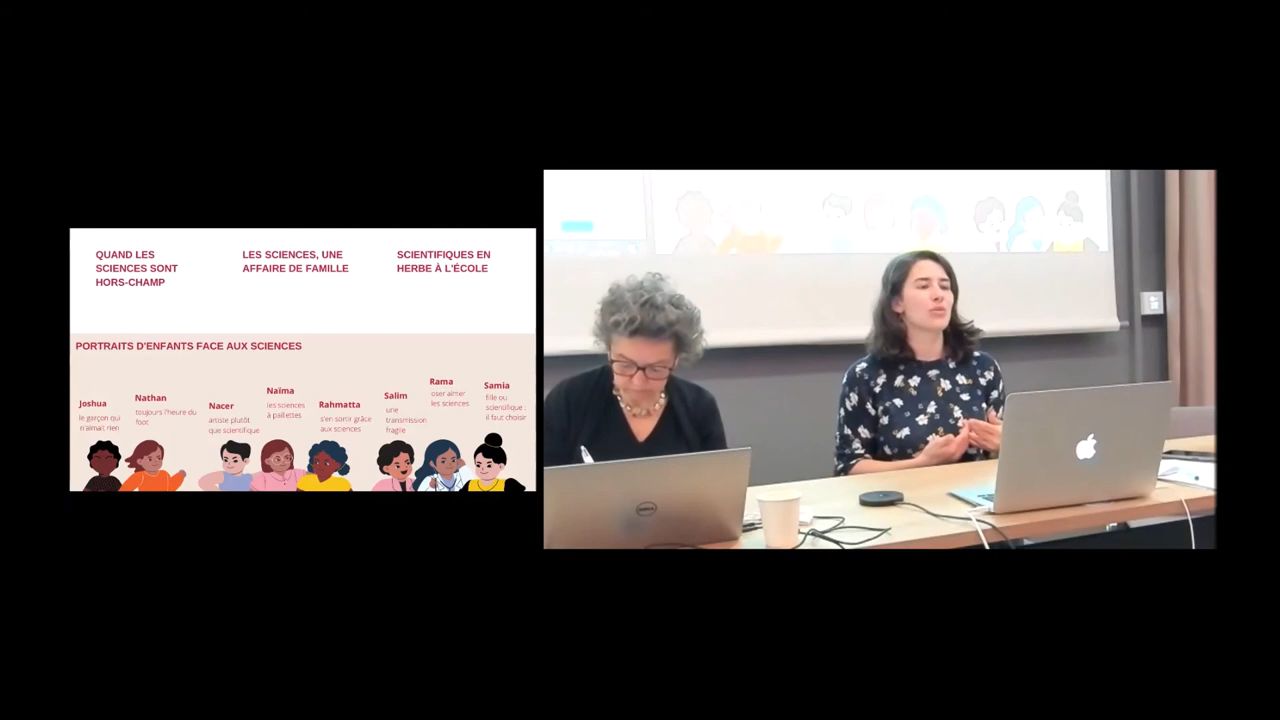 QUAND LES
SCIENCES SONT
HORS-CHAMP
LES SCIENCES, UNE
AFFAIRE DE FAMILLE
SCIENTIFIQUES EN
HERBE À L'ÉCOLE
PORTRAITS D'ENFANTS FACE AUX SCIENCES
Joshua
le garçon qui
n'aimait rien
Nathan
toujours l'heure du
foot
Nacer
artiste plutôt
que scientifique
Naïma
les sciences
à paillettes
Rahmatta
s'en sortir grâce
aux sciences
Salim
une
transmission
fragile
Rama
oser aimer
les sciences
Samia
fille ou
scientifique :
il faut choisir
DELL